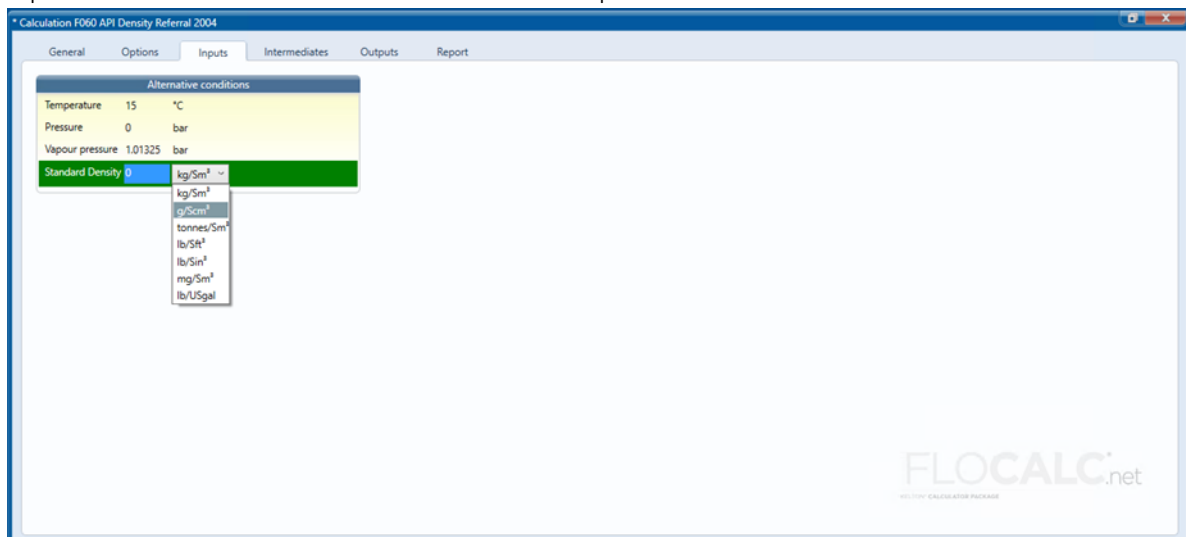 * Calculation F060 API Density Referral 2004
General Options Inputs Intermediates Outputs Report
Alternative conditions
Temperature 15 °C
Pressure 0 bar
Vapour pressure 1.01325 bar
Standard Density 0 kg/Sm³
kg/Sm³
g/Scm³
tonnes/Sm³
lb/Sft³
lb/Sin³
mg/Sm³
lb/USgal
FLOCALC.net
CALCULATOR PACKAGE